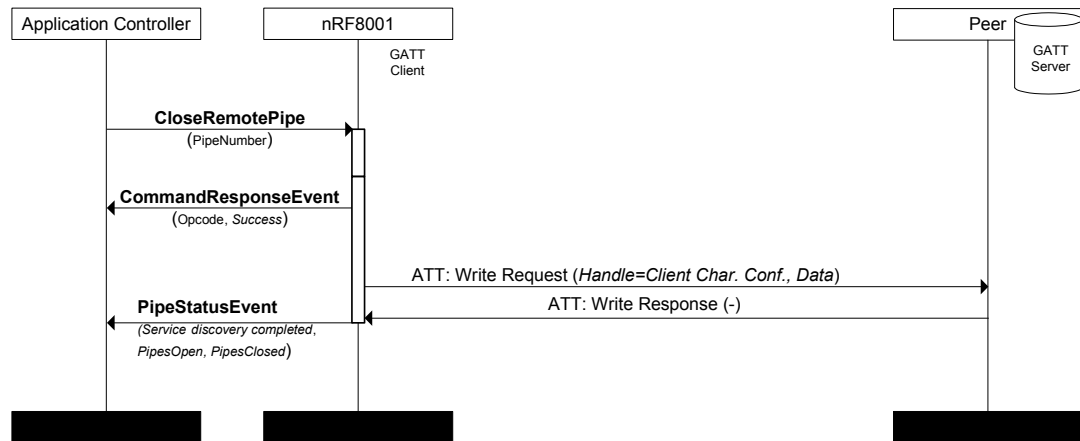 Application Controller
nRF8001
Peer
GATT
Client
GATT
Server
CloseRemotePipe
(PipeNumber)
CommandResponseEvent
(Opcode, Success)
ATT: Write Request (Handle=Client Char. Conf., Data)
ATT: Write Response (-)
PipeStatusEvent
(Service discovery completed,
PipesOpen, PipesClosed)